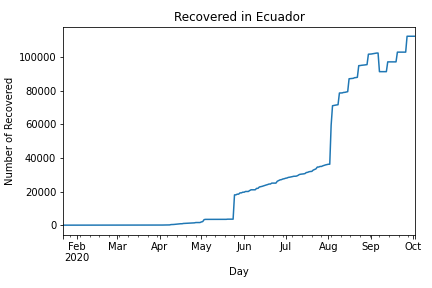 Recovered in Ecuador
Number of Recovered
100000
80000
60000
40000
20000
0
Feb Mar Apr May Jun Jul Aug Sep Oct
2020
Day